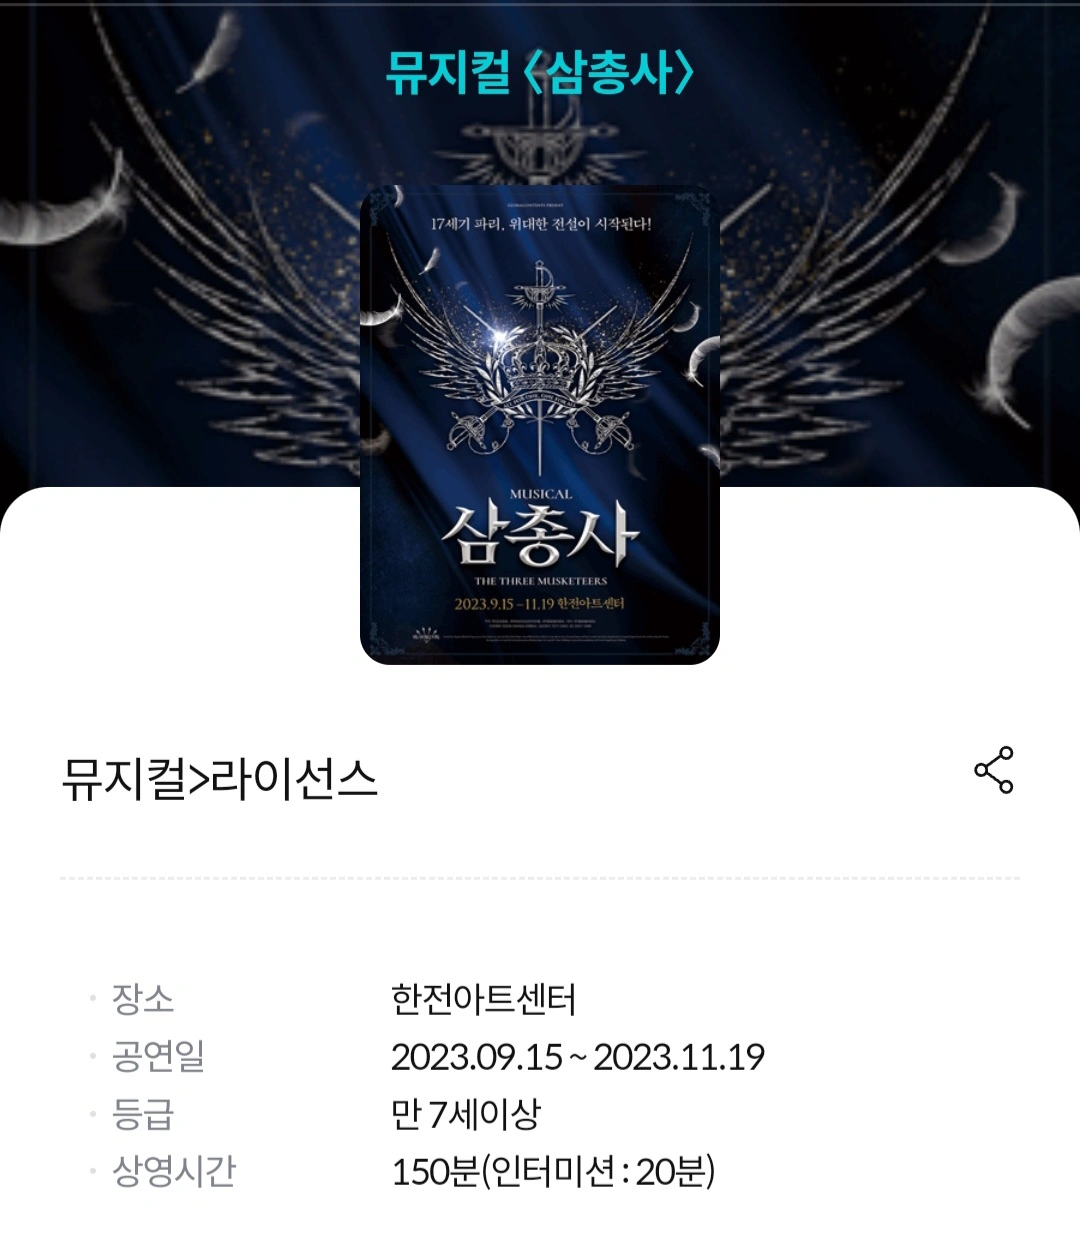 뮤지컬 〈삼총사〉
17세기 파리, 위대한 전설이 시작된다!
MUSICAL
삼총사
THE THREE MUSKETEERS
2023.9.15 - 11.19 한전아트센터
뮤지컬>라이선스
· 장소 한전아트센터
· 공연일 2023.09.15 ~ 2023.11.19
· 등급 만 7세이상
· 상영시간 150분(인터미션 : 20분)